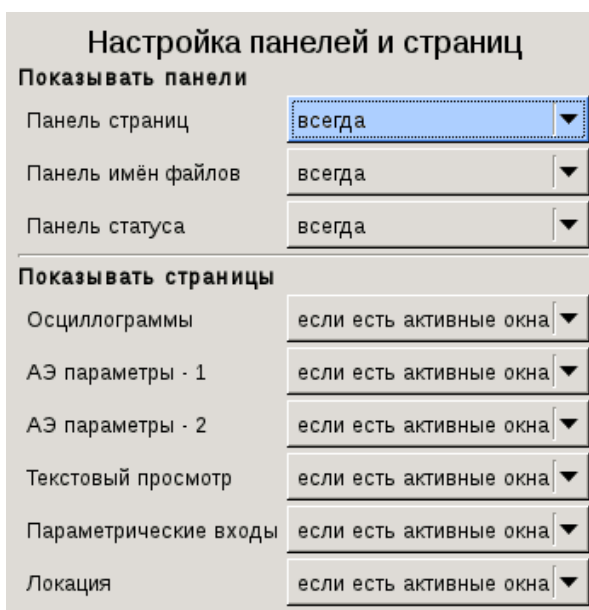 Настройка панелей и страниц
Показывать панели
Панель страниц всегда
Панель имён файлов всегда
Панель статуса всегда
Показывать страницы
Осциллограммы если есть активные окна
АЭ параметры - 1 если есть активные окна
АЭ параметры - 2 если есть активные окна
Текстовый просмотр если есть активные окна
Параметрические входы если есть активные окна
Локация если есть активные окна